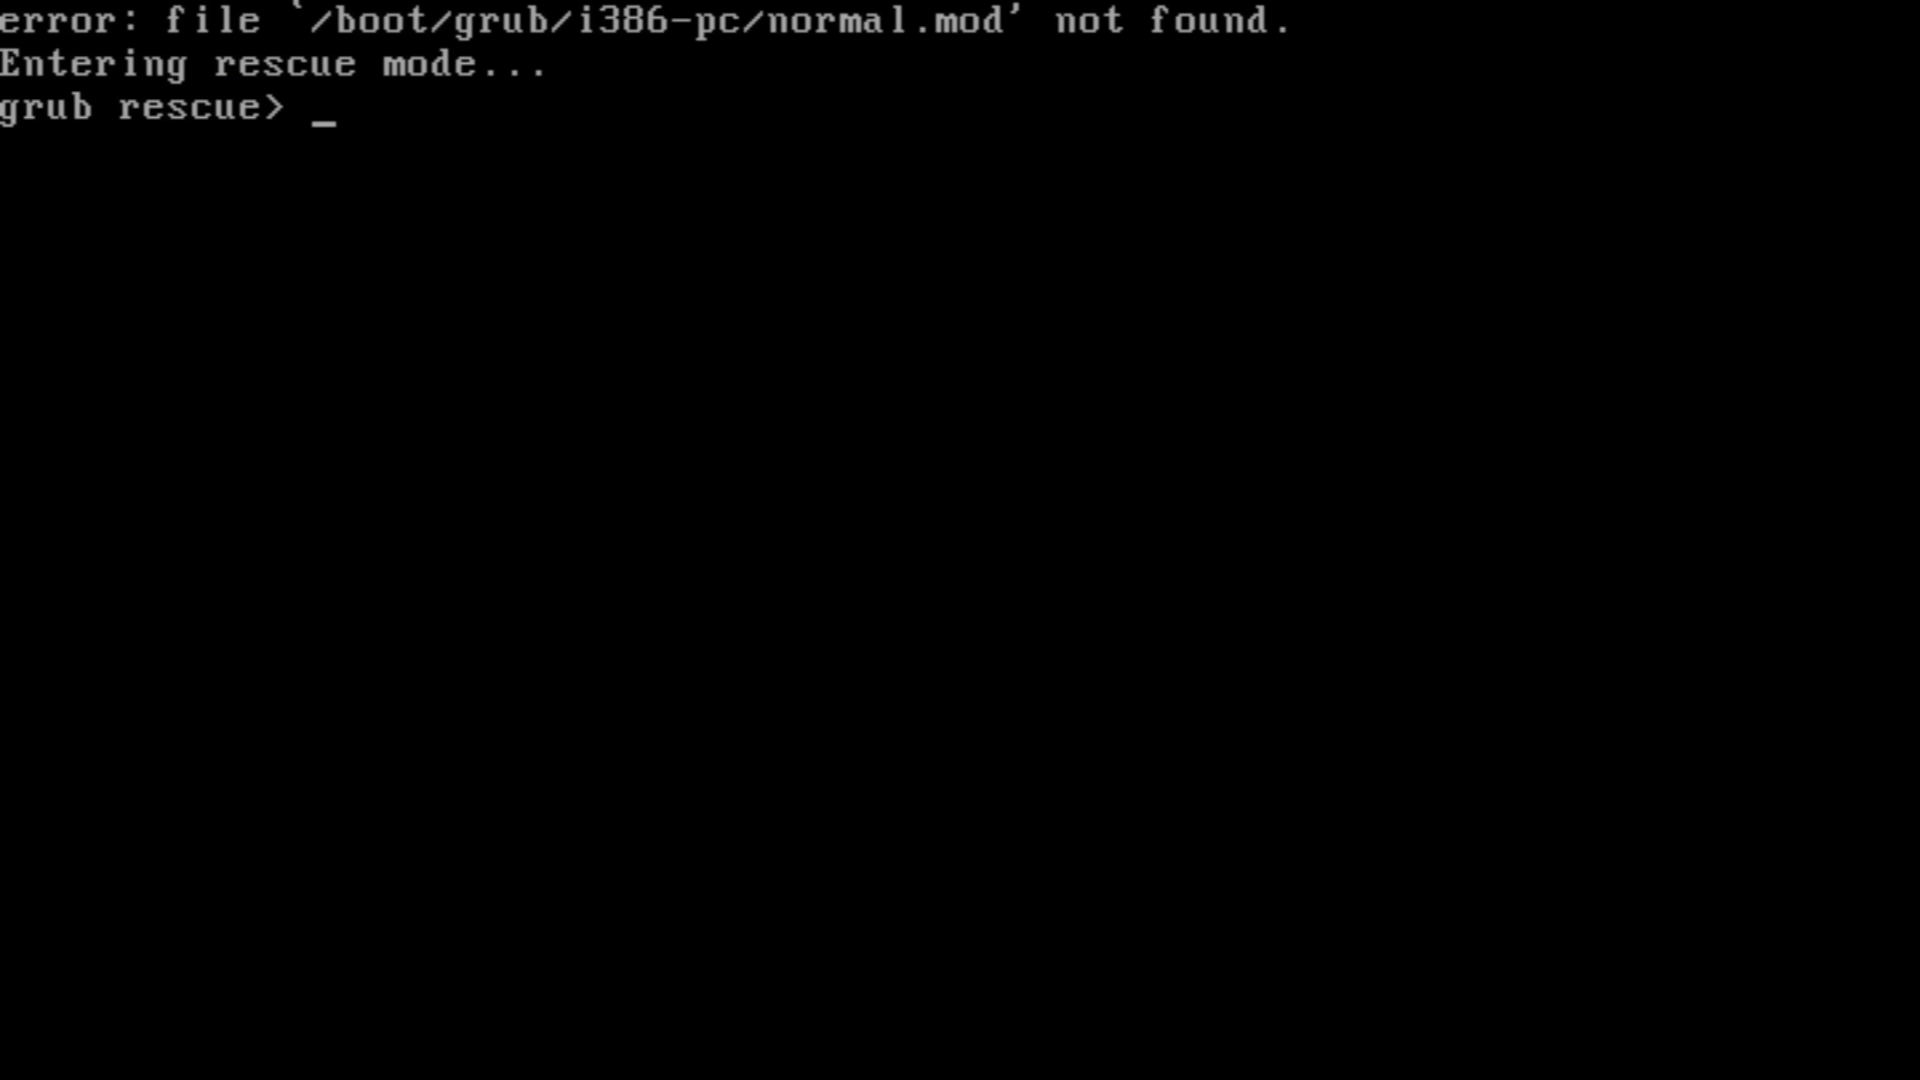 error: file `/boot/grub/i386-pc/normal.mod' not found.
Entering rescue mode...
grub rescue> _